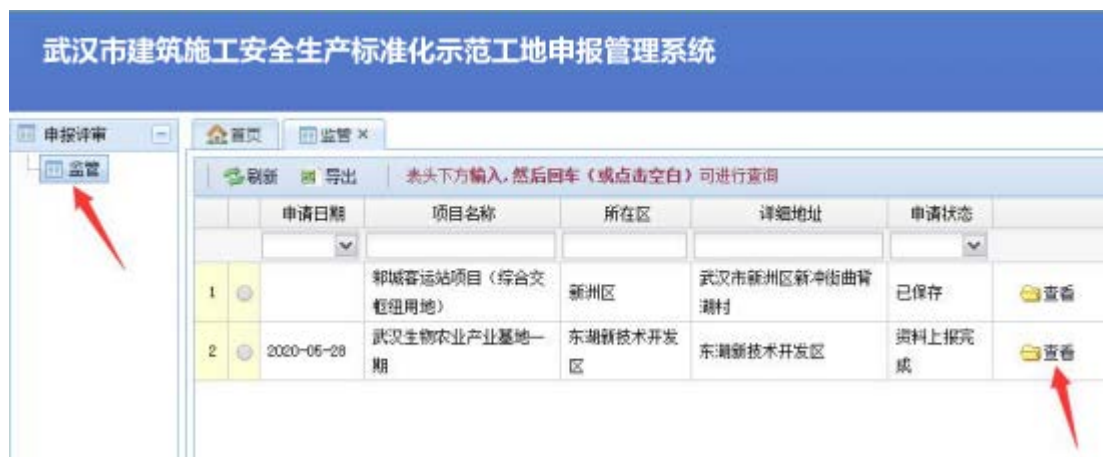 武汉市建筑施工安全生产标准化示范工地申报管理系统
申报评审
监管
首页 监管 ×
刷新 导出 表头下方输入,然后回车(或点击空白)可进行查询
申请日期 项目名称 所在区 详细地址 申请状态
1 邾城客运站项目(综合交 新洲区 武汉市新洲区新冲街曲背 已保存 查看
枢纽用地) 湖村
2 2020-05-28 武汉生物农业产业基地一 东湖新技术开发 东湖新技术开发区 资料上报完 查看
期 区 成